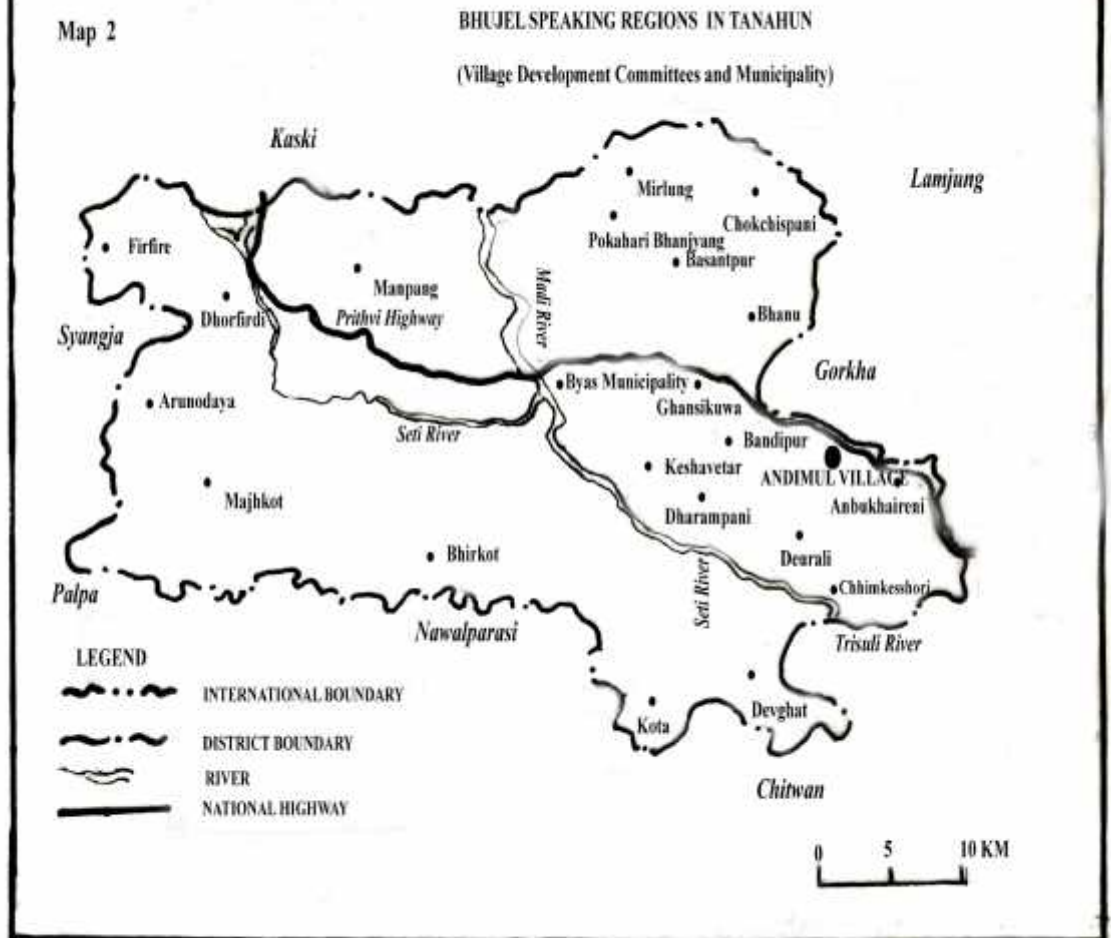 Map 2
BHUJEL SPEAKING REGIONS IN TANAHUN
(Village Development Committees and Municipality)
Kaski
Lamjung
Mirlung
Chokchispani
Pokahari Bhanjyang
Basantpur
Firfire
Manpang
Madi River
Dhorfirdi
Prithvi Highway
Bhanu
Syangja
Gorkha
Byas Municipality
Ghansikuwa
Arunodaya
Seti River
Bandipur
Keshavetar
ANDIMUL VILLAGE
Anbukhaireni
Majhkot
Dharampani
Deurali
Bhirkot
Chhimkesshori
Palpa
Seti River
Nawalparasi
Trisuli River
LEGEND
INTERNATIONAL BOUNDARY
DISTRICT BOUNDARY
RIVER
NATIONAL HIGHWAY
Kota
Devghat
Chitwan
0 5 10 KM